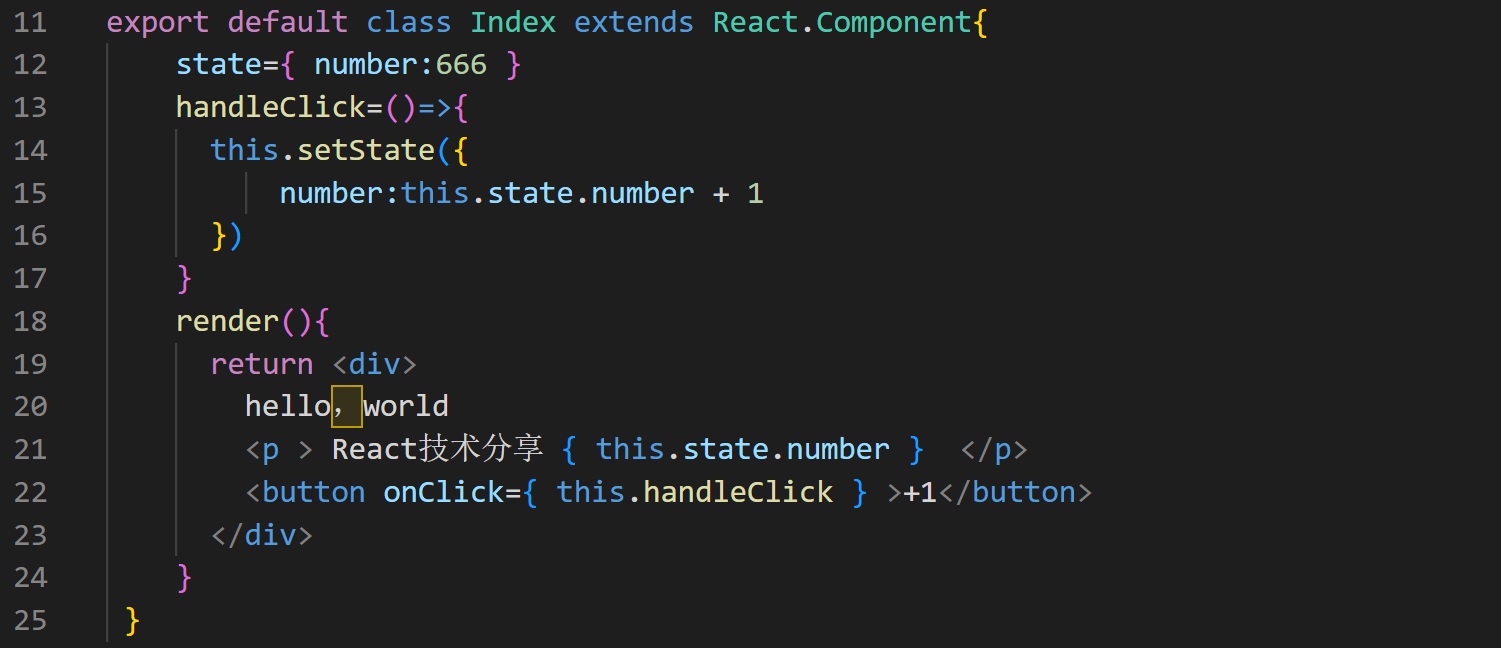 11 export default class Index extends React.Component{
12 state={ number:666 }
13 handleClick=()=>{
14 this.setState({
15 number:this.state.number + 1
16 })
17 }
18 render(){
19 return <div>
20 hello，world
21 <p > React技术分享 { this.state.number }  </p>
22 <button onClick={ this.handleClick } >+1</button>
23 </div>
24 }
25 }